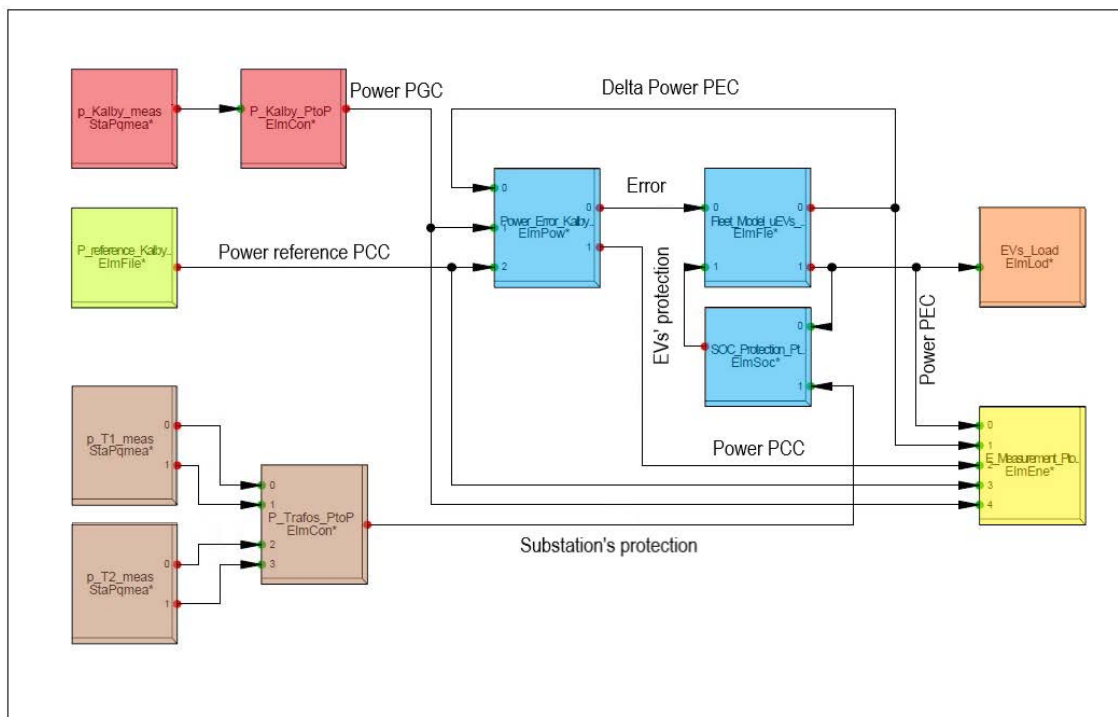 Power PGC
Delta Power PEC
p_Kalby_meas
StaPqmea*
P_Kalby_PtoP
ElmCon*
0
1
2
Power_Error_Kalby..
ElmPow*
0
1
Error
0
1
Fleet_Model_uEVs_..
ElmFle*
0
1
P_reference_Kalby..
ElmFile*
Power reference PCC
EVs_Load
ElmLod*
EVs' protection
SOC_Protection_Pt..
ElmSoc*
0
1
Power PEC
p_T1_meas
StaPqmea*
0
1
p_T2_meas
StaPqmea*
0
1
0
1
2
3
P_Trafos_PtoP
ElmCon*
Power PCC
0
1
2
3
4
E_Measurement_Pto..
ElmEne*
Substation's protection